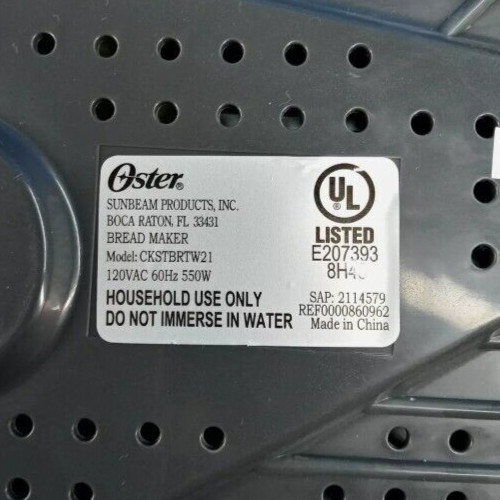 Oster®
SUNBEAM PRODUCTS, INC.
BOCA RATON, FL 33431
BREAD MAKER
Model: CKSTBRTW21
120VAC 60Hz 550W
HOUSEHOLD USE ONLY
DO NOT IMMERSE IN WATER
UL
®
LISTED
E207393
SAP: 2114579
REF0000860962
Made in China